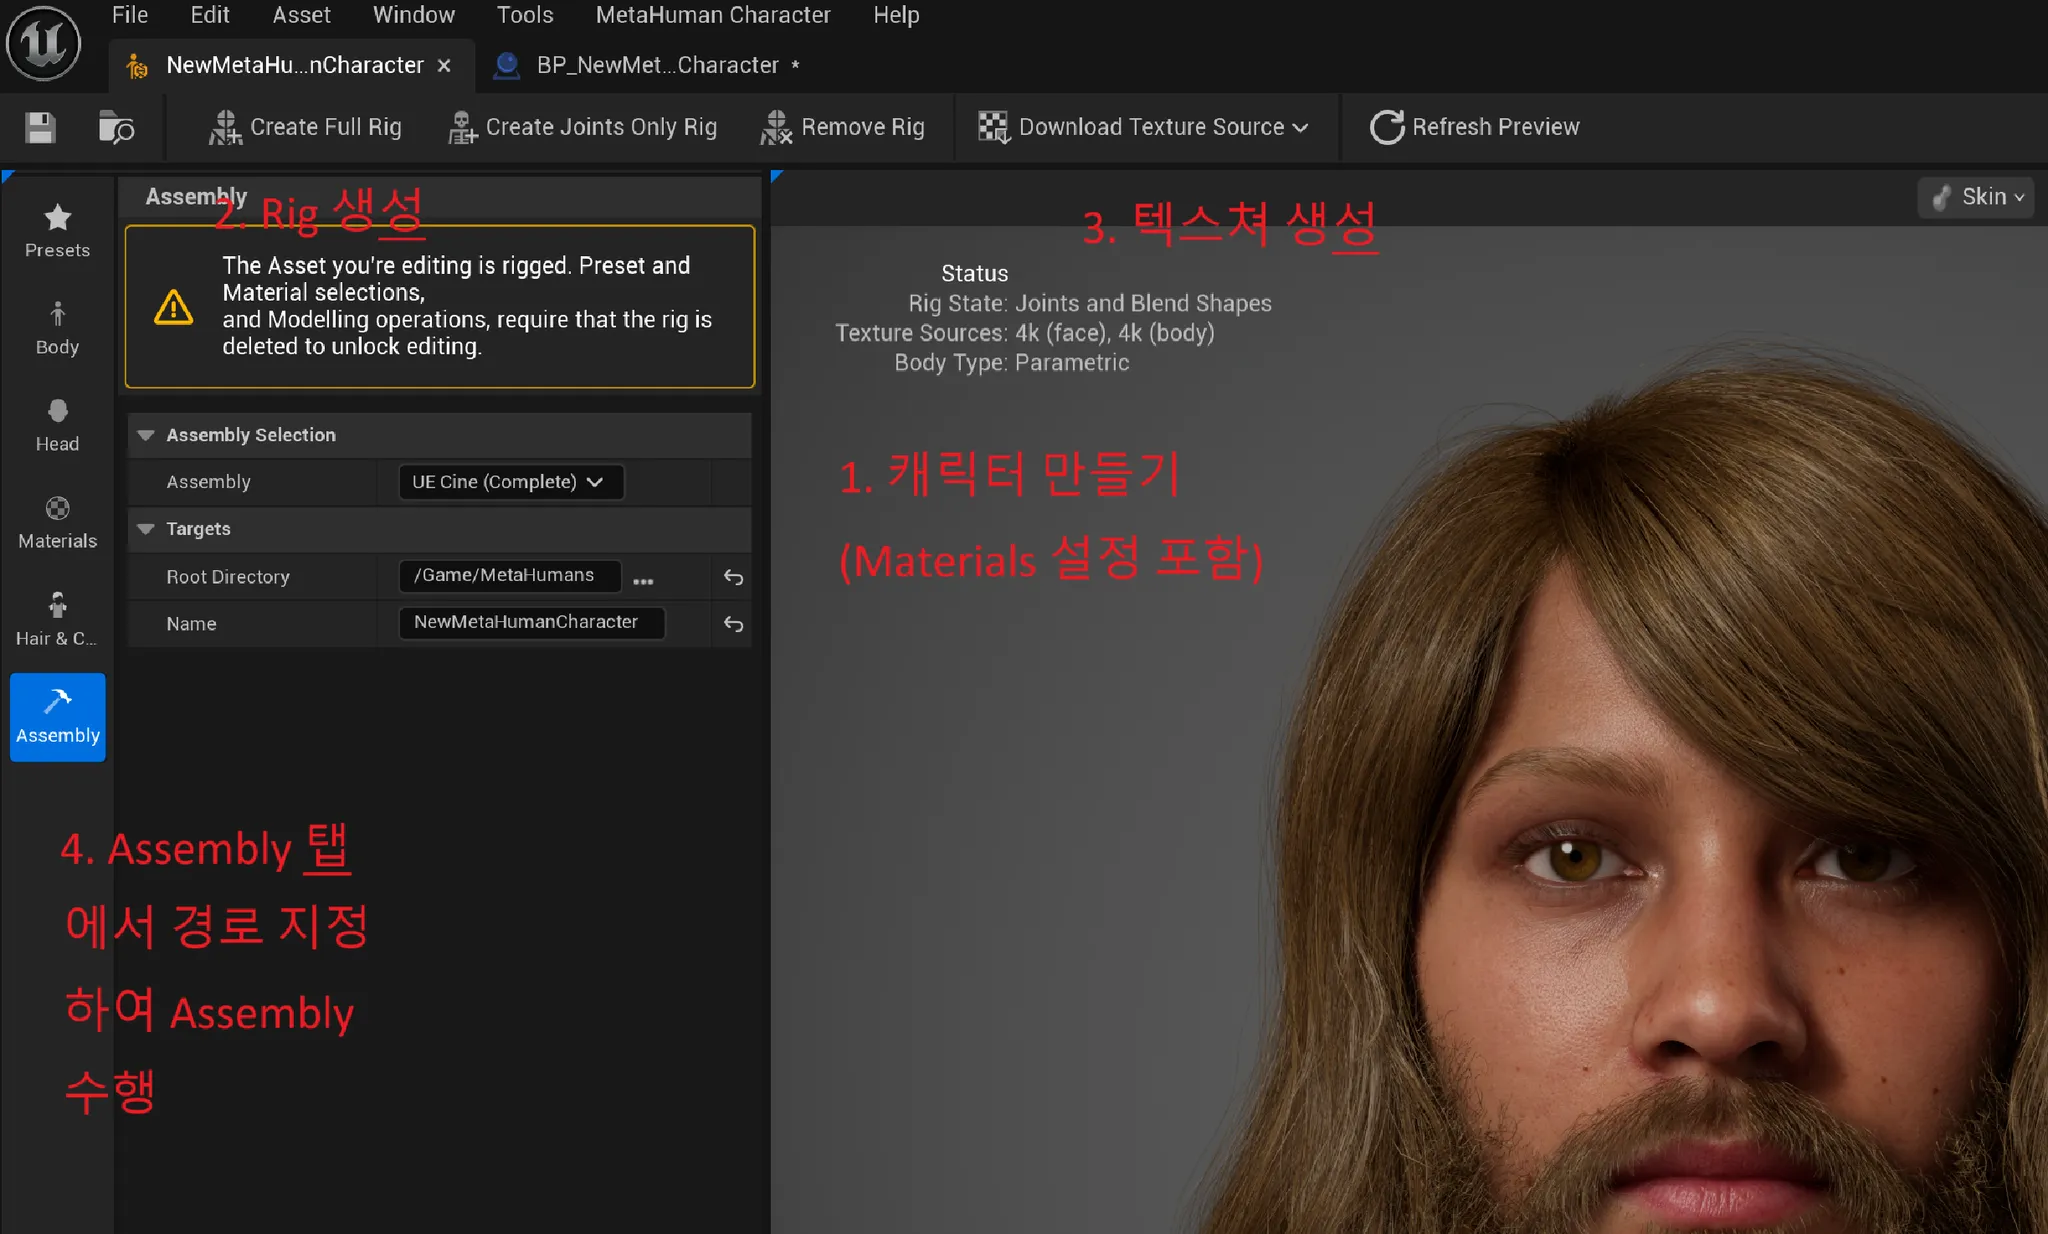 File Edit Asset Window Tools MetaHuman Character Help
NewMetaHu...nCharacter × BP_NewMet...Character *
Create Full Rig Create Joints Only Rig Remove Rig Download Texture Source Refresh Preview
Assembly
Skin
2. Rig 생성
3. 텍스쳐 생성
Presets
Body
Head
Materials
Hair & C...
Assembly
The Asset you're editing is rigged. Preset and
Material selections,
and Modelling operations, require that the rig is
deleted to unlock editing.
Assembly Selection
Assembly UE Cine (Complete)
Targets
Root Directory /Game/MetaHumans ...
Name NewMetaHumanCharacter
Status
Rig State: Joints and Blend Shapes
Texture Sources: 4k (face), 4k (body)
Body Type: Parametric
1. 캐릭터 만들기
(Materials 설정 포함)
4. Assembly 탭
에서 경로 지정
하여 Assembly
수행